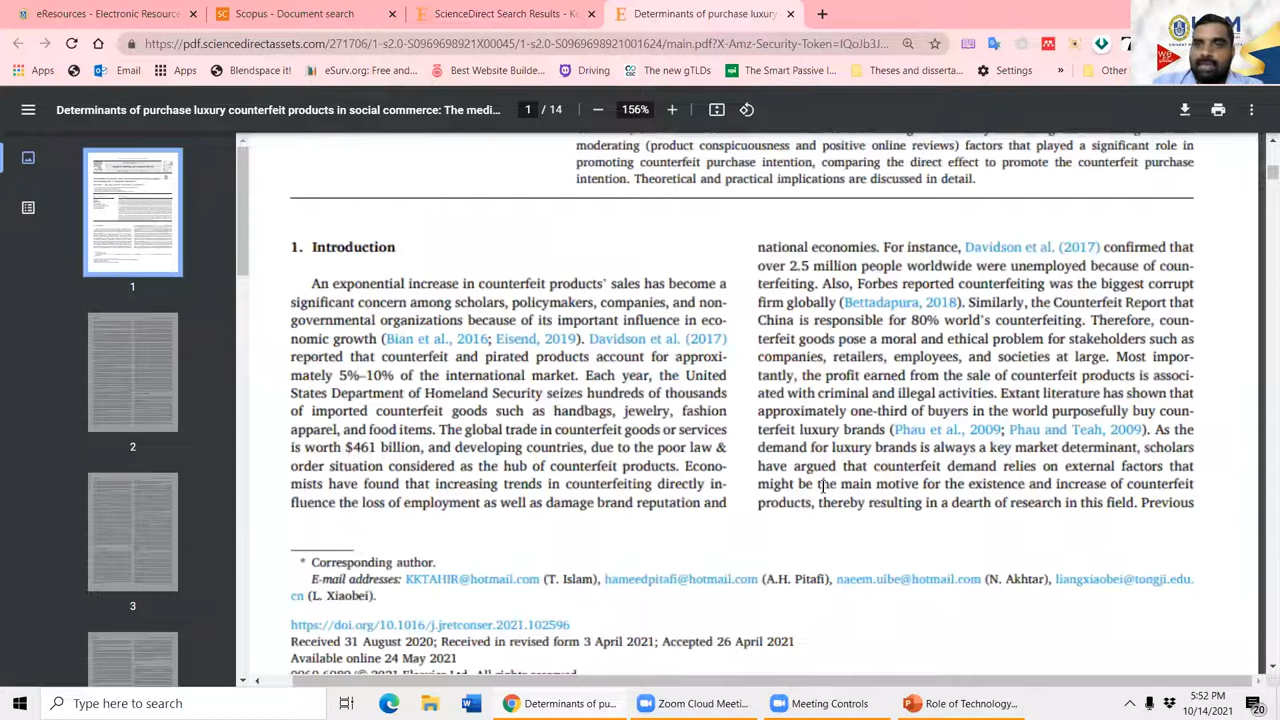 Electronic Resource
Scopus - Document search
ScienceDirect Search Results - Ke
Determinants of purchase luxury
https://pdf.sciencedirectassets.com/271776/1-s2.0-S0969698921X00047/1-s2.0-S0969698921001624/main.pdf?X-Amz-Security-Token=IQoJb3J...
Apps
Q
Email
Apps
Blendspace it!
eSourcing: Free and...
Best Web Builde...
Driving
The new gTLDs
The Smart Passive I...
Theses and disserta...
Settings
»
Other
Determinants of purchase luxury counterfeit products in social commerce: The medi...
1 / 14
156%
moderating (product conspicuousness and positive online reviews) factors that played a significant role in
promoting counterfeit purchase intention, comparing the direct effect to promote the counterfeit purchase
intention. Theoretical and practical implications are discussed in detail.
1. Introduction
An exponential increase in counterfeit products' sales has become a
significant concern among scholars, policymakers, companies, and non-
governmental organizations because of its important influence in eco-
nomic growth (Bian et al., 2016; Eisend, 2019). Davidson et al. (2017)
reported that counterfeit and pirated products account for approxi-
mately 5%–10% of the international market. Each year, the United
States Department of Homeland Security seizes hundreds of thousands
of imported counterfeit goods such as handbags, jewelry, fashion
apparel, and food items. The global trade in counterfeit goods or services
is worth $461 billion, and developing countries, due to the poor law &
order situation considered as the hub of counterfeit products. Econo-
mists have found that increasing trends in counterfeiting directly in-
fluence the loss of employment as well as damage brand reputation and
national economies. For instance, Davidson et al. (2017) confirmed that
over 2.5 million people worldwide were unemployed because of coun-
terfeiting. Also, Forbes reported counterfeiting was the biggest corrupt
firm globally (Bettadapura, 2018). Similarly, the Counterfeit Report that
China is responsible for 80% world's counterfeiting. Therefore, coun-
terfeit goods pose a moral and ethical problem for stakeholders such as
companies, retailers, employees, and societies at large. Most impor-
tantly, the profit earned from the sale of counterfeit products is associ-
ated with criminal and illegal activities. Extant literature has shown that
approximately one-third of buyers in the world purposefully buy coun-
terfeit luxury brands (Phau et al., 2009; Phau and Teah, 2009). As the
demand for luxury brands is always a key market determinant, scholars
have argued that counterfeit demand relies on external factors that
might be the main motive for the existence and increase of counterfeit
products, thereby resulting in a dearth of research in this field. Previous
* Corresponding author.
E-mail addresses: KKTAHIR@hotmail.com (T. Islam), hameedpitafi@hotmail.com (A.H. Pitafi), naeem.uibe@hotmail.com (N. Akhtar), liangxiaobei@tongji.edu.
cn (L. Xiaobei).
https://doi.org/10.1016/j.jretconser.2021.102596
Received 31 August 2020; Received in revised form 3 April 2021; Accepted 26 April 2021
Available online 24 May 2021
1
2
3
Type here to search
Determinants of pu...
Zoom Cloud Meeti...
Meeting Controls
Role of Technology...
5:52 PM
10/14/2021
20